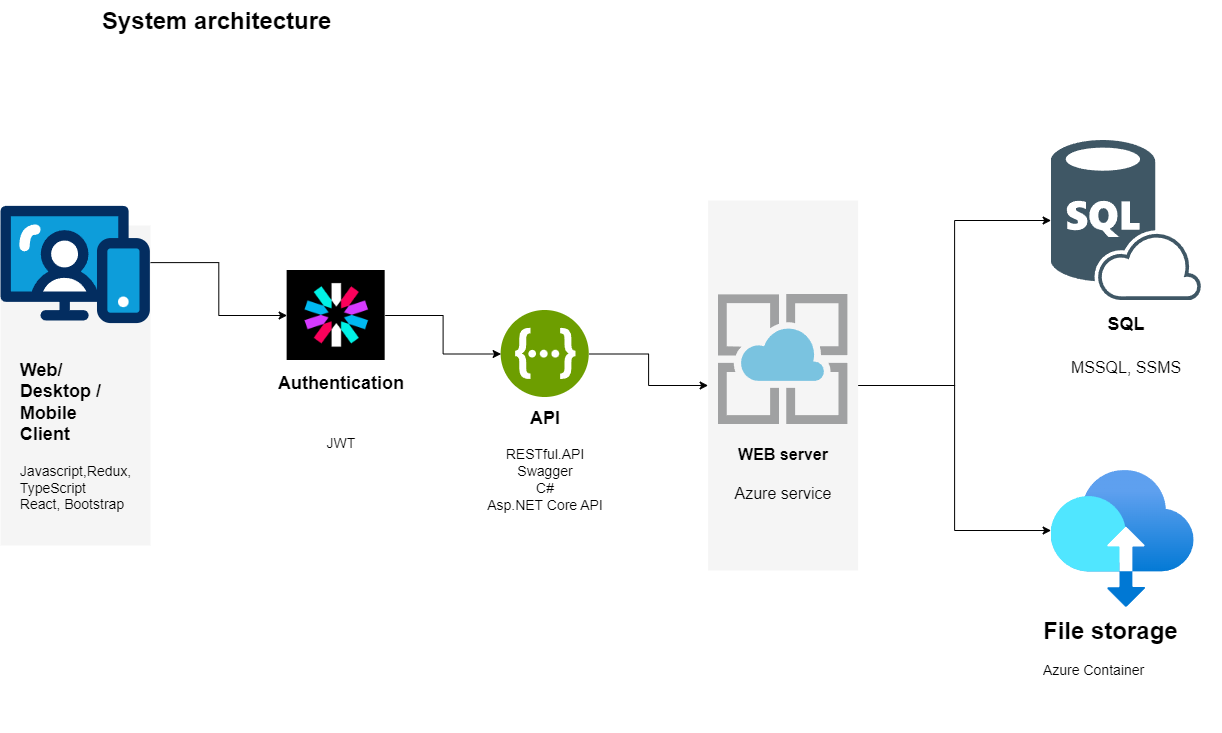 System architecture
Web/
Desktop /
Mobile
Client
Javascript,Redux,
TypeScript
React, Bootstrap
Authentication
JWT
{...}
API
RESTful.API
Swagger
C#
Asp.NET Core API
WEB server
Azure service
SQL
SQL
MSSQL, SSMS
File storage
Azure Container